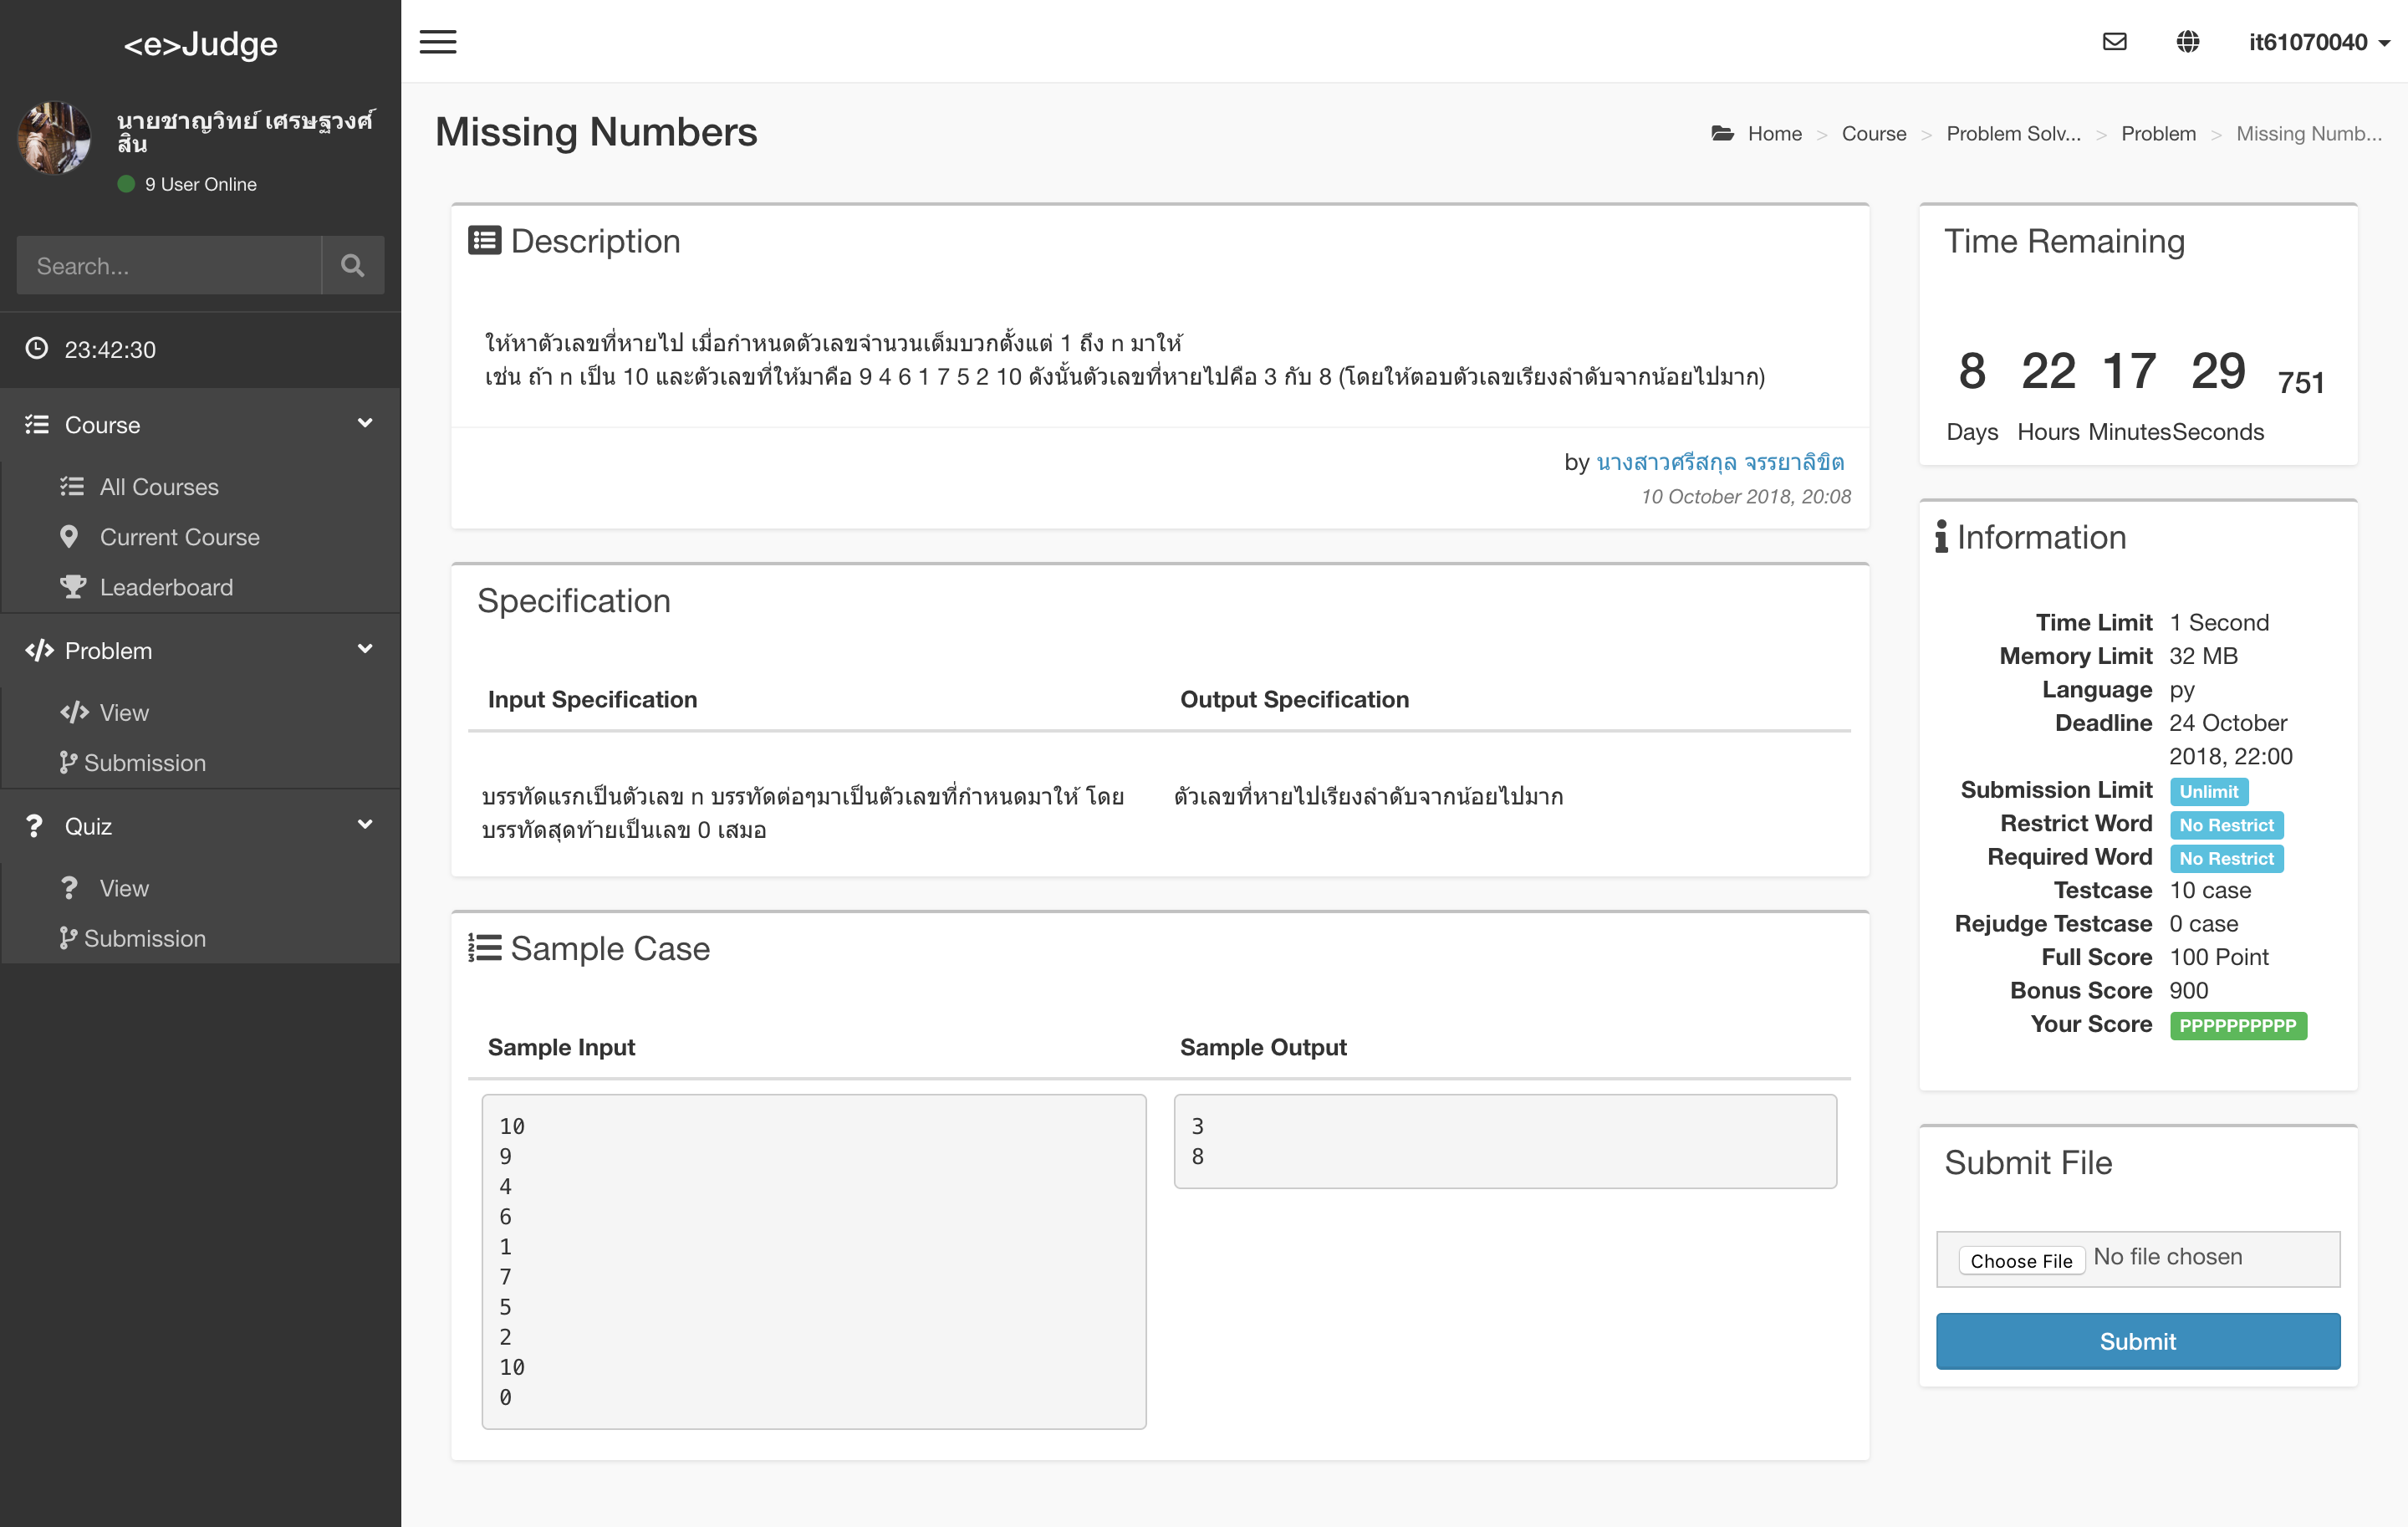 <e>Judge
นายชาญวิทย์ เศรษฐวงศ์
สิน
9 User Online
Search...
23:42:30
Course
All Courses
Current Course
Leaderboard
Problem
View
Submission
Quiz
View
Submission
it61070040
Missing Numbers
Home > Course > Problem Solv... > Problem > Missing Numb...
Description
ให้หาตัวเลขที่หายไป เมื่อกำหนดตัวเลขจำนวนเต็มบวกตั้งแต่ 1 ถึง n มาให้
เช่น ถ้า n เป็น 10 และตัวเลขที่ให้มาคือ 9 4 6 1 7 5 2 10 ดังนั้นตัวเลขที่หายไปคือ 3 กับ 8 (โดยให้ตอบตัวเลขเรียงลำดับจากน้อยไปมาก)
by นางสาวศรีสกุล จรรยาลิขิต
10 October 2018, 20:08
Specification
Input Specification
Output Specification
บรรทัดแรกเป็นตัวเลข n บรรทัดต่อๆมาเป็นตัวเลขที่กำหนดมาให้ โดย
บรรทัดสุดท้ายเป็นเลข 0 เสมอ
ตัวเลขที่หายไปเรียงลำดับจากน้อยไปมาก
Sample Case
Sample Input
Sample Output
10
9
4
6
1
7
5
2
10
0
3
8
Time Remaining
8 22 17 29 751
Days Hours Minutes Seconds
Information
Time Limit 1 Second
Memory Limit 32 MB
Language py
Deadline 24 October
2018, 22:00
Submission Limit Unlimit
Restrict Word No Restrict
Required Word No Restrict
Testcase 10 case
Rejudge Testcase 0 case
Full Score 100 Point
Bonus Score 900
Your Score PPPPPPPPPP
Submit File
Choose File No file chosen
Submit